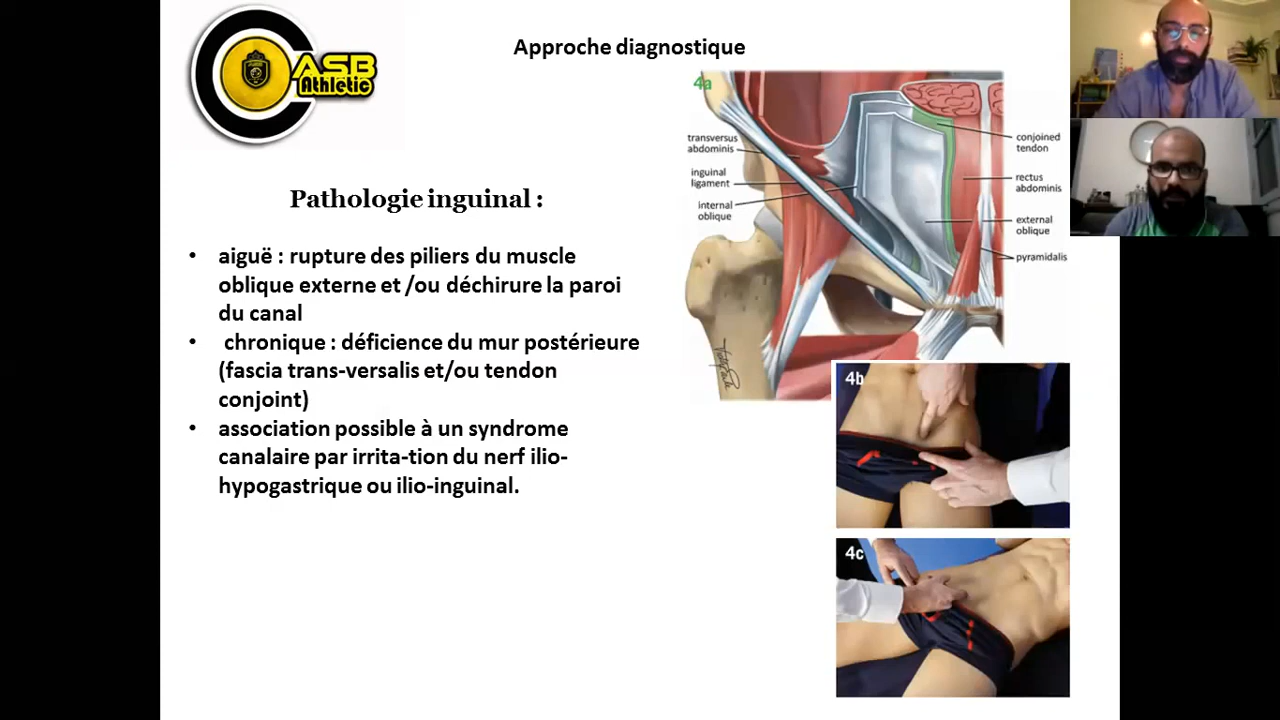 ASB
Athletic
Approche diagnostique
Pathologie inguinal :
• aiguë : rupture des piliers du muscle
oblique externe et /ou déchirure la paroi
du canal
• chronique : déficience du mur postérieure
(fascia trans-versalis et/ou tendon
conjoint)
• association possible à un syndrome
canalaire par irrita-tion du nerf ilio-
hypogastrique ou ilio-inguinal.
4a
transversus
abdominis
inguinal
ligament
internal
oblique
conjoined
tendon
rectus
abdominis
external
oblique
pyramidalis
4b
4c